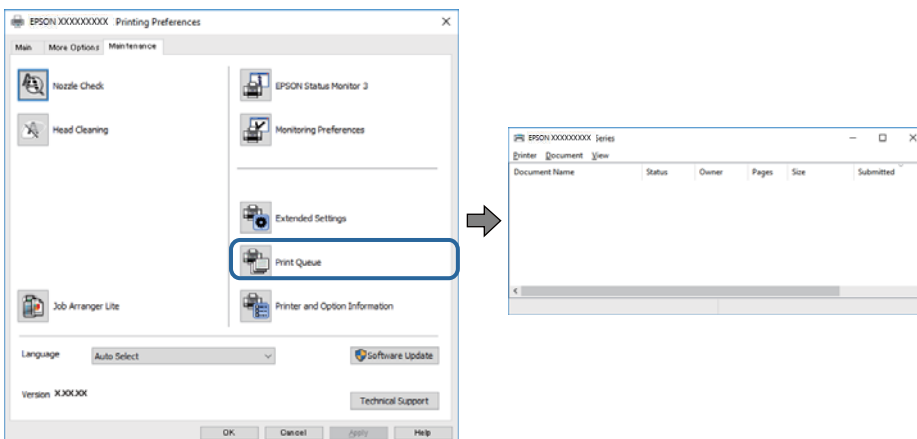 EPSON XXXXXXXXX Printing Preferences
Main More Options Maintenance
Nozzle Check
Head Cleaning
Job Arranger Lite
EPSON Status Monitor 3
Monitoring Preferences
Extended Settings
Print Queue
Printer and Option Information
Language Auto Select Software Update
Version X.XX.XX
Technical Support
OK Cancel Apply Help
EPSON XXXXXXXXX Series
Printer Document View
Document Name Status Owner Pages Size Submitted